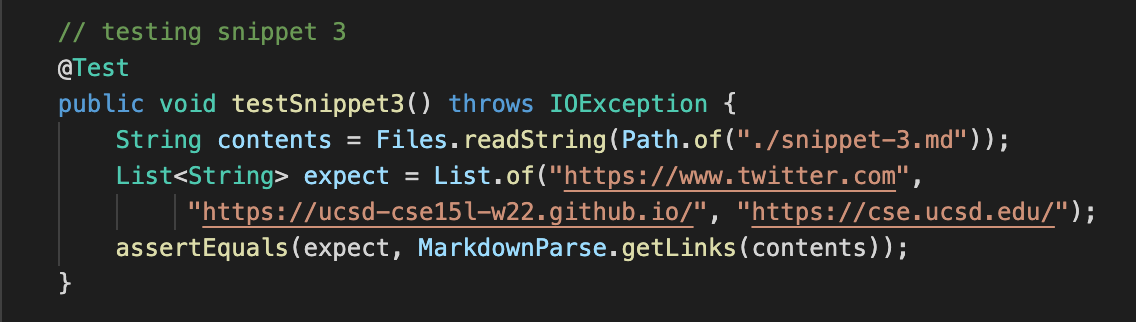 // testing snippet 3
@Test
public void testSnippet3() throws IOException {
String contents = Files.readString(Path.of("./snippet-3.md"));
List<String> expect = List.of("https://www.twitter.com",
"https://ucsd-cse15l-w22.github.io/", "https://cse.ucsd.edu/");
assertEquals(expect, MarkdownParse.getLinks(contents));
}